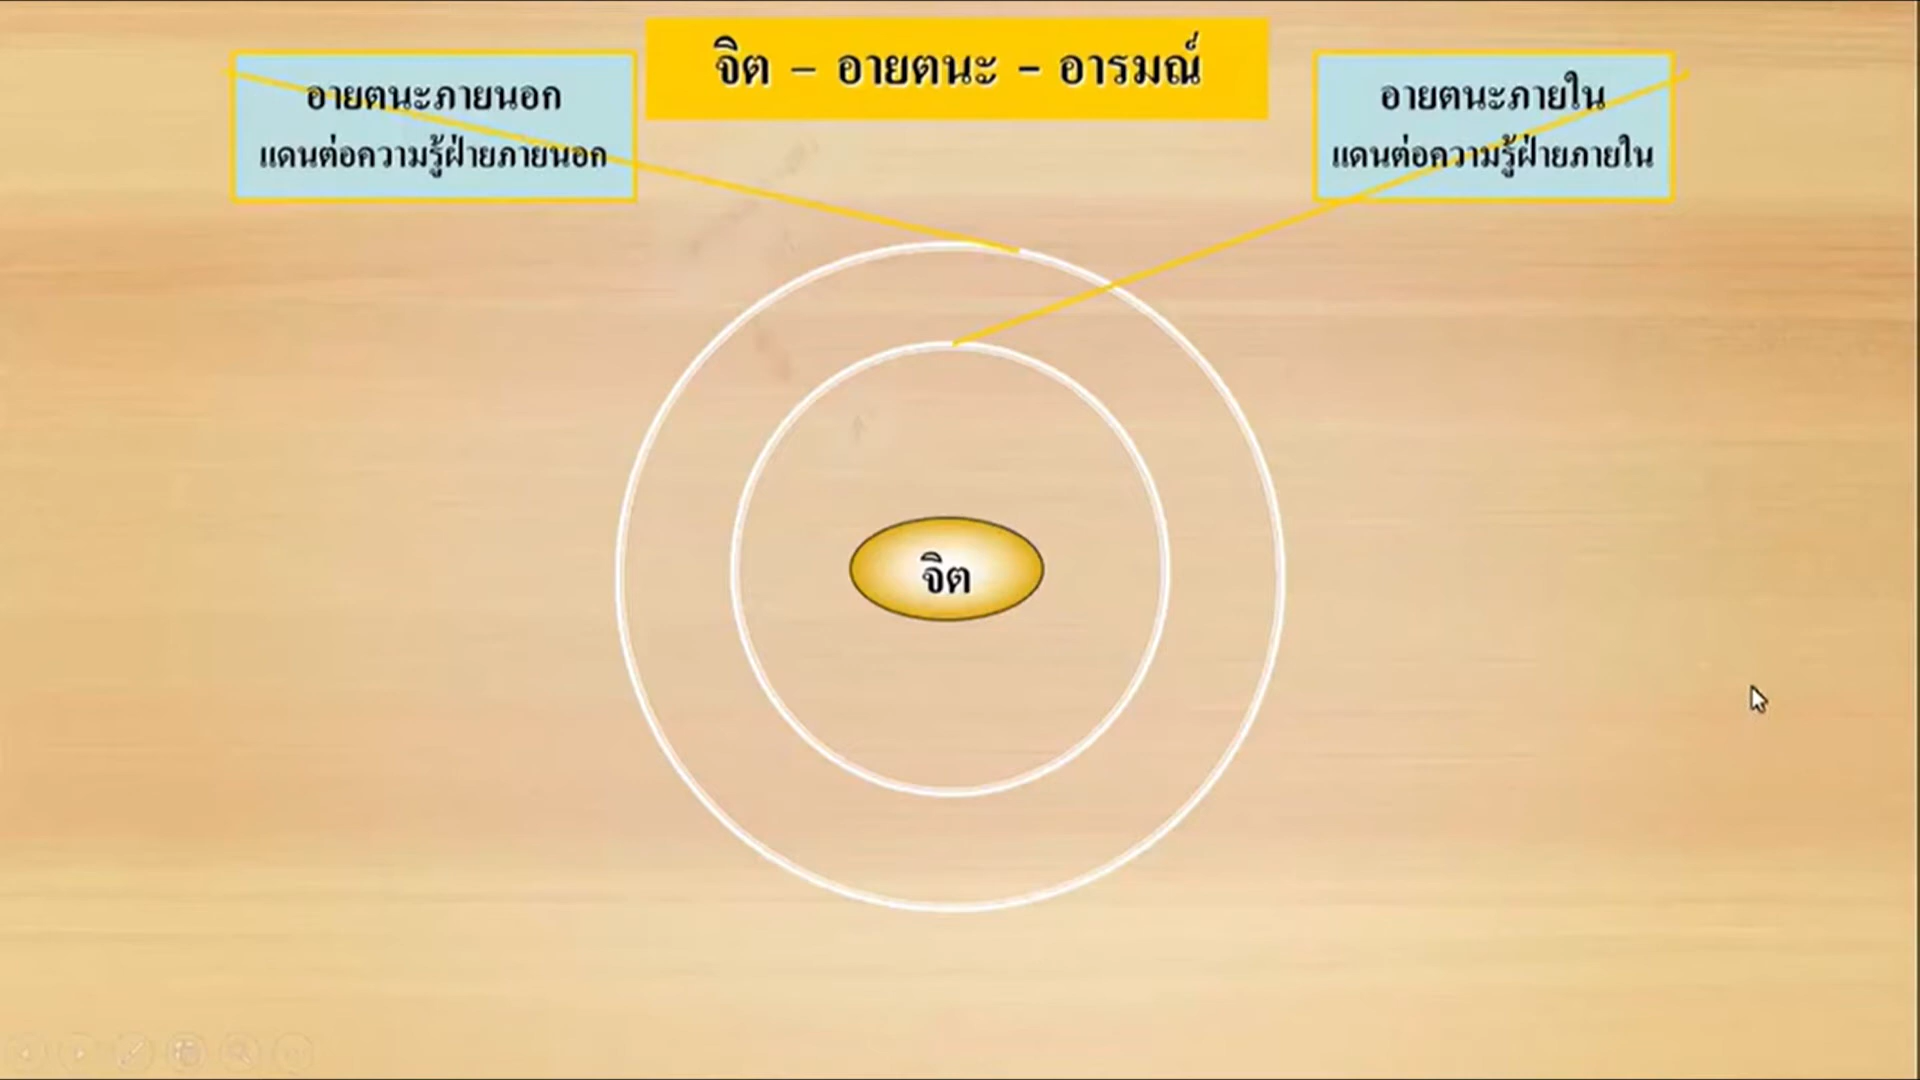 จิต – อายตนะ - อารมณ์
อายตนะภายนอก
แดนต่อความรู้ฝ่ายภายนอก
อายตนะภายใน
แดนต่อความรู้ฝ่ายภายใน
จิต